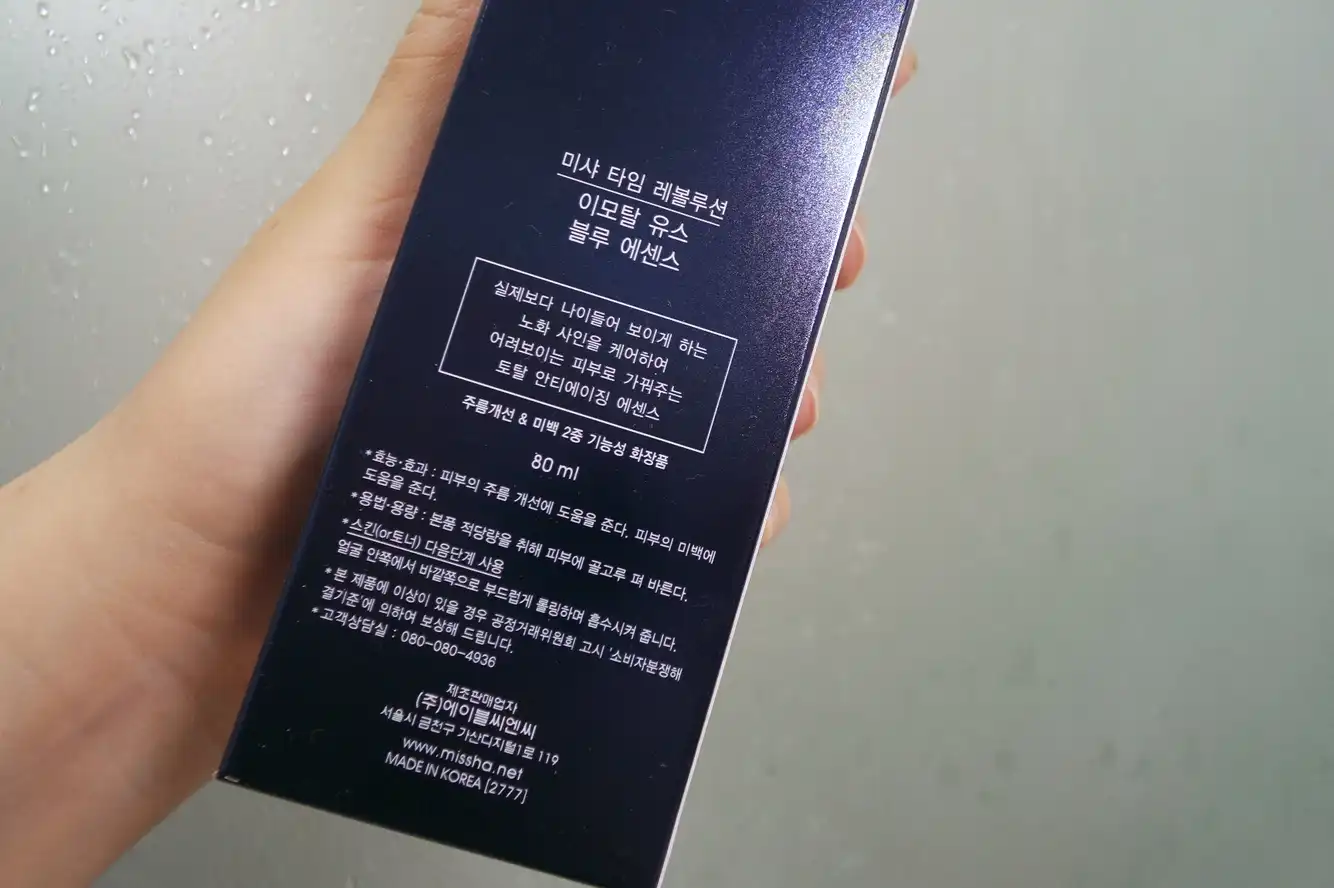 미샤 타임 레볼루션
이모탈 유스
블루 에센스
실제보다 나이들어 보이게 하는
노화 사인을 케어하여
어려보이는 피부로 가꿔주는
토탈 안티에이징 에센스
주름개선 & 미백 2중 기능성 화장품
80 ml
*효능·효과 : 피부의 주름 개선에 도움을 준다. 피부의 미백에
도움을 준다.
*용법·용량 : 본품 적당량을 취해 피부에 골고루 펴 바른다.
*스킨(or토너) 다음단계 사용
얼굴 안쪽에서 바깥쪽으로 부드럽게 롤링하며 흡수시켜 줍니다.
*본 제품에 이상이 있을 경우 공정거래위원회 고시 '소비자분쟁해
결기준'에 의하여 보상해 드립니다.
*고객상담실 : 080-080-4936
제조판매업자
(주)에이블씨엔씨
서울시 금천구 가산디지털1로 119
www.missha.net
MADE IN KOREA [2777]